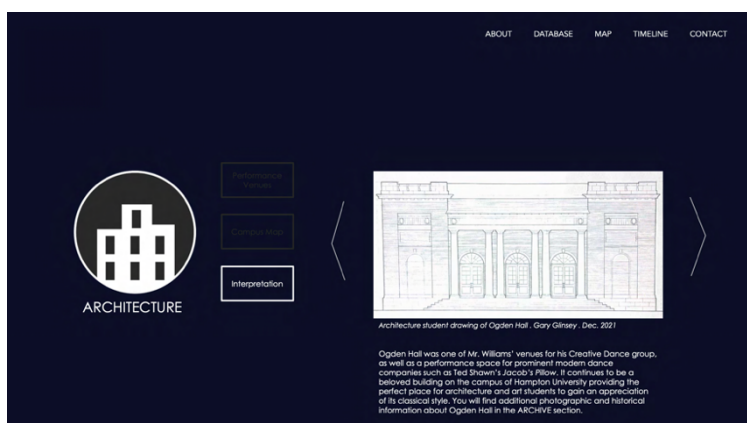 ABOUT DATABASE MAP TIMELINE CONTACT
Performance
Venues
Campus Map
Interpretation
ARCHITECTURE
Architecture student drawing of Ogden Hall . Gary Glinsey . Dec. 2021
Ogden Hall was one of Mr. Williams' venues for his Creative Dance group,
as well as a performance space for prominent modern dance
companies such as Ted Shawn's Jacob's Pillow. It continues to be a
beloved building on the campus of Hampton University providing the
perfect place for architecture and art students to gain an appreciation
of its classical style. You will find additional photographic and historical
information about Ogden Hall in the ARCHIVE section.